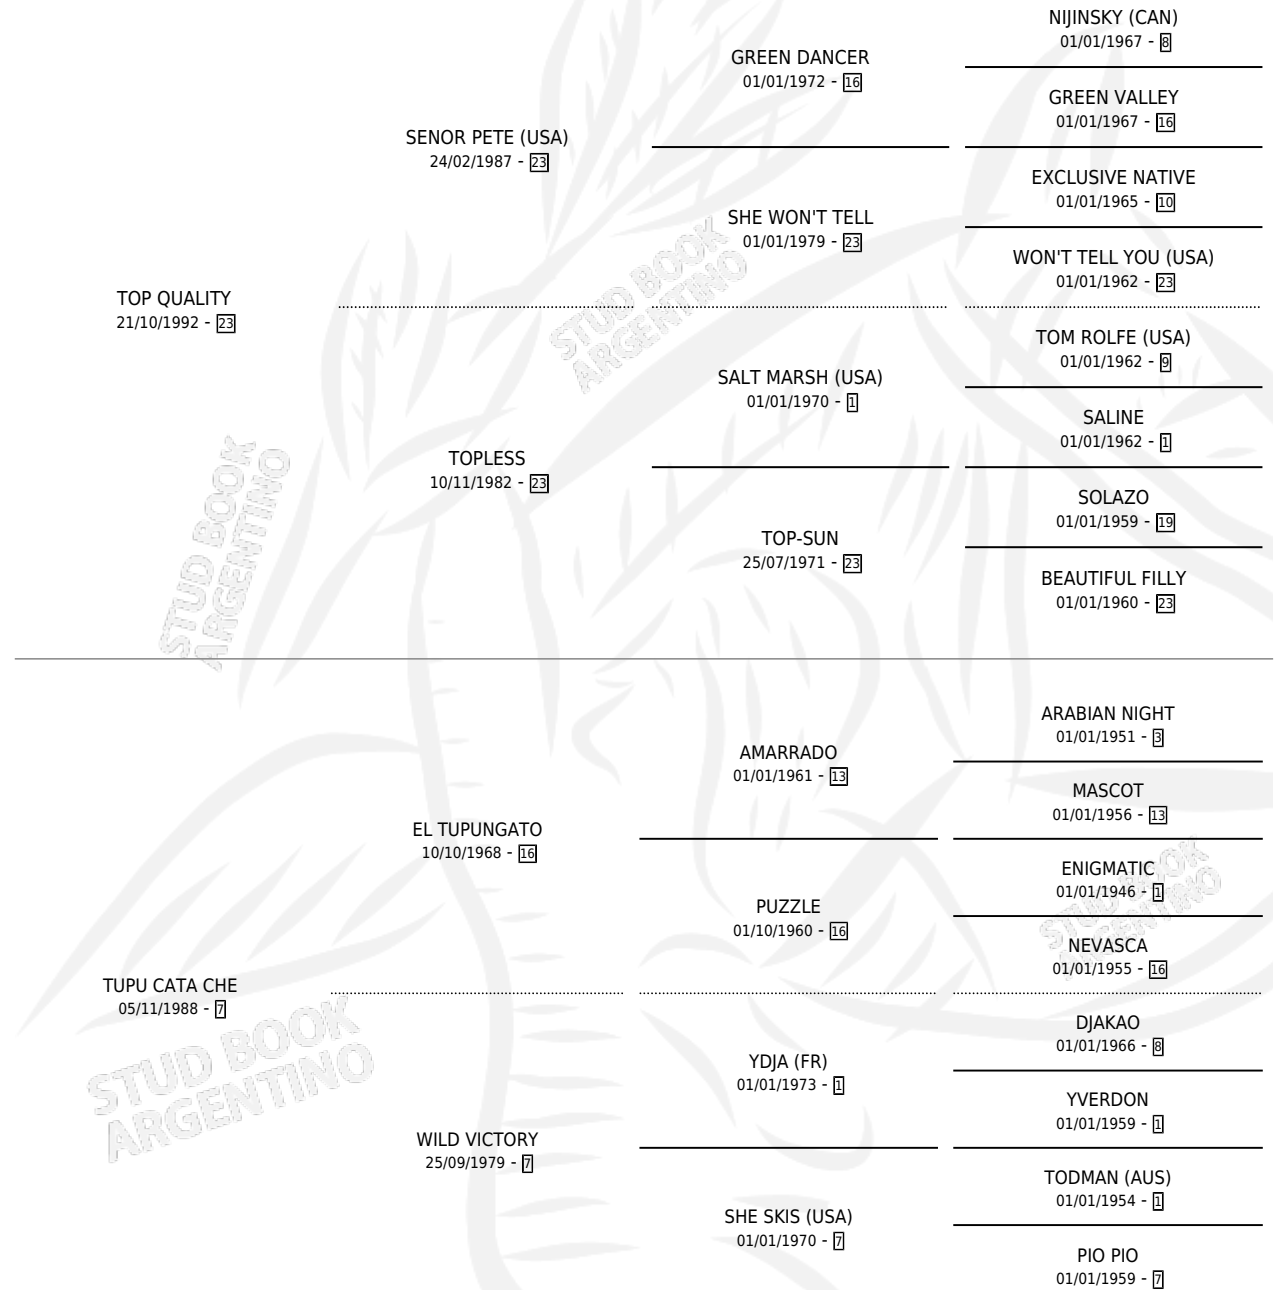 NIJINSKY (CAN)
01/01/1967 - 8
GREEN DANCER
01/01/1972 - 16
GREEN VALLEY
01/01/1967 - 16
SENOR PETE (USA)
24/02/1987 - 23
EXCLUSIVE NATIVE
01/01/1965 - 10
SHE WON'T TELL
01/01/1979 - 23
WON'T TELL YOU (USA)
01/01/1962 - 23
TOP QUALITY
21/10/1992 - 23
TOM ROLFE (USA)
01/01/1962 - 9
SALT MARSH (USA)
01/01/1970 - 1
SALINE
01/01/1962 - 1
TOPLESS
10/11/1982 - 23
SOLAZO
01/01/1959 - 19
TOP-SUN
25/07/1971 - 23
BEAUTIFUL FILLY
01/01/1960 - 23
STUD BOOK
ARGENTINO
STUD BOOK
ARGENTINO
ARABIAN NIGHT
01/01/1951 - 3
AMARRADO
01/01/1961 - 13
MASCOT
01/01/1956 - 13
EL TUPUNGATO
10/10/1968 - 16
ENIGMATIC
01/01/1946 - 1
PUZZLE
01/10/1960 - 16
NEVASCA
01/01/1955 - 16
TUPU CATA CHE
05/11/1988 - 7
DJAKAO
01/01/1966 - 8
YDJA (FR)
01/01/1973 - 1
YVERDON
01/01/1959 - 1
WILD VICTORY
25/09/1979 - 7
TODMAN (AUS)
01/01/1954 - 1
SHE SKIS (USA)
01/01/1970 - 7
PIO PIO
01/01/1959 - 7
STUD BOOK
ARGENTINO
STUD BOOK
ARGENTINO